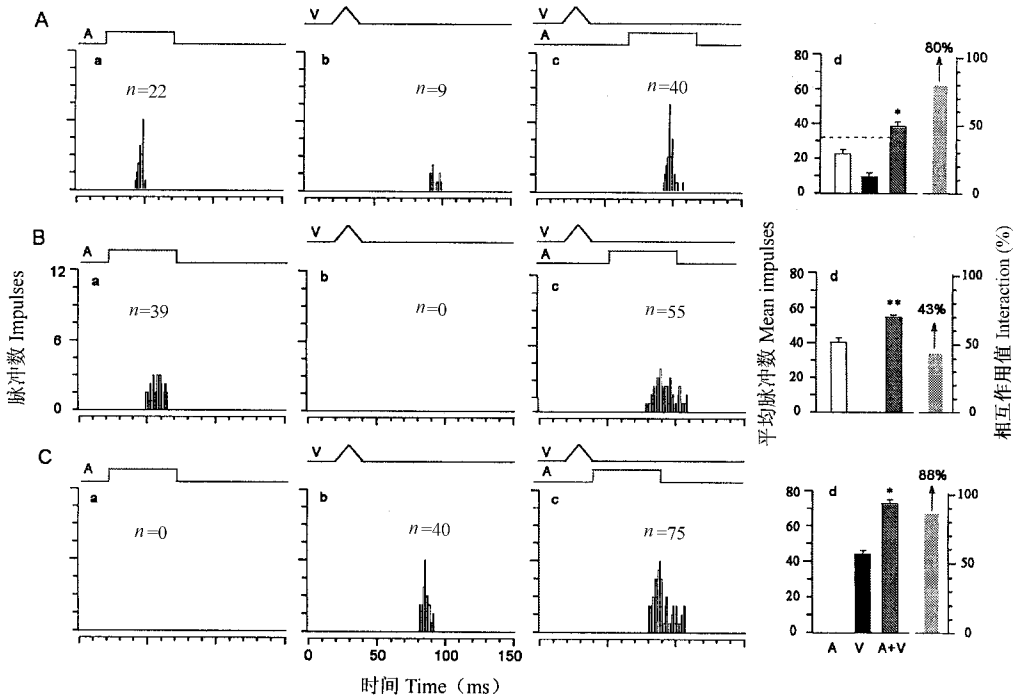 A
A
V
V
A
a
b
c
d
n=22
n=9
n=40
80%
*
80
60
40
20
0
100
50
0
B
A
V
V
A
脉冲数 Impulses
12
9
6
3
0
a
b
c
d
n=39
n=0
n=55
43%
**
80
60
40
20
0
100
50
0
平均脉冲数 Mean impulses
相互作用值 Interaction (%)
C
A
V
V
A
a
b
c
d
n=0
n=40
n=75
88%
*
80
60
40
20
0
100
50
0
0 50 100 150
A V A+V
时间 Time（ms）